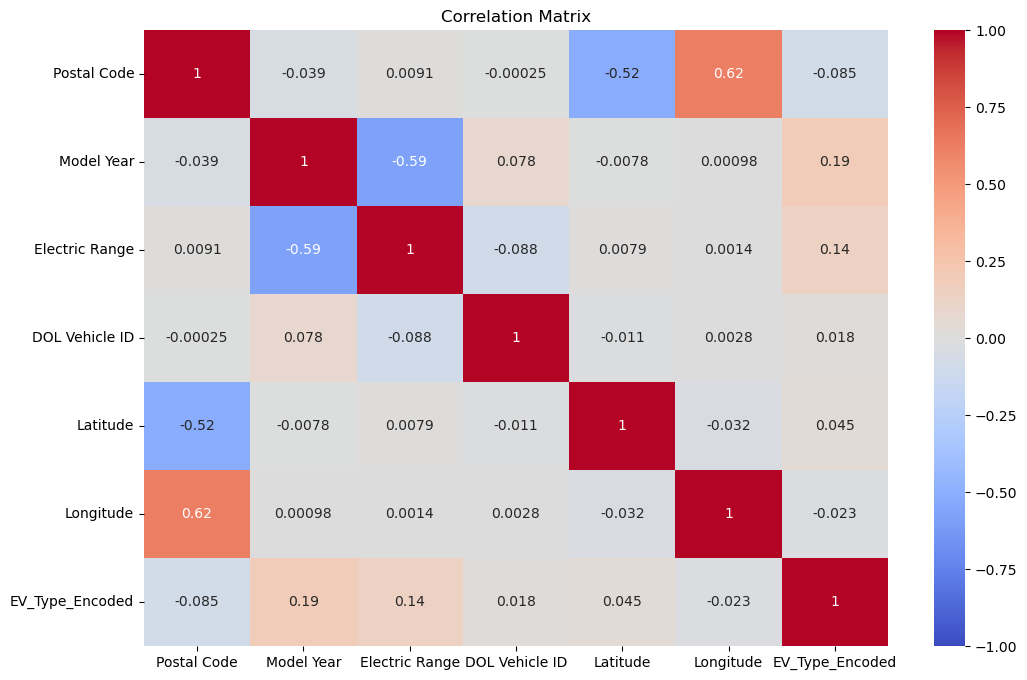 Correlation Matrix
Postal Code 1 -0.039 0.0091 -0.00025 -0.52 0.62 -0.085
Model Year -0.039 1 -0.59 0.078 -0.0078 0.00098 0.19
Electric Range 0.0091 -0.59 1 -0.088 0.0079 0.0014 0.14
DOL Vehicle ID -0.00025 0.078 -0.088 1 -0.011 0.0028 0.018
Latitude -0.52 -0.0078 0.0079 -0.011 1 -0.032 0.045
Longitude 0.62 0.00098 0.0014 0.0028 -0.032 1 -0.023
EV_Type_Encoded -0.085 0.19 0.14 0.018 0.045 -0.023 1
Postal Code Model Year Electric Range DOL Vehicle ID Latitude Longitude EV_Type_Encoded
1.00
0.75
0.50
0.25
0.00
−0.25
−0.50
−0.75
−1.00